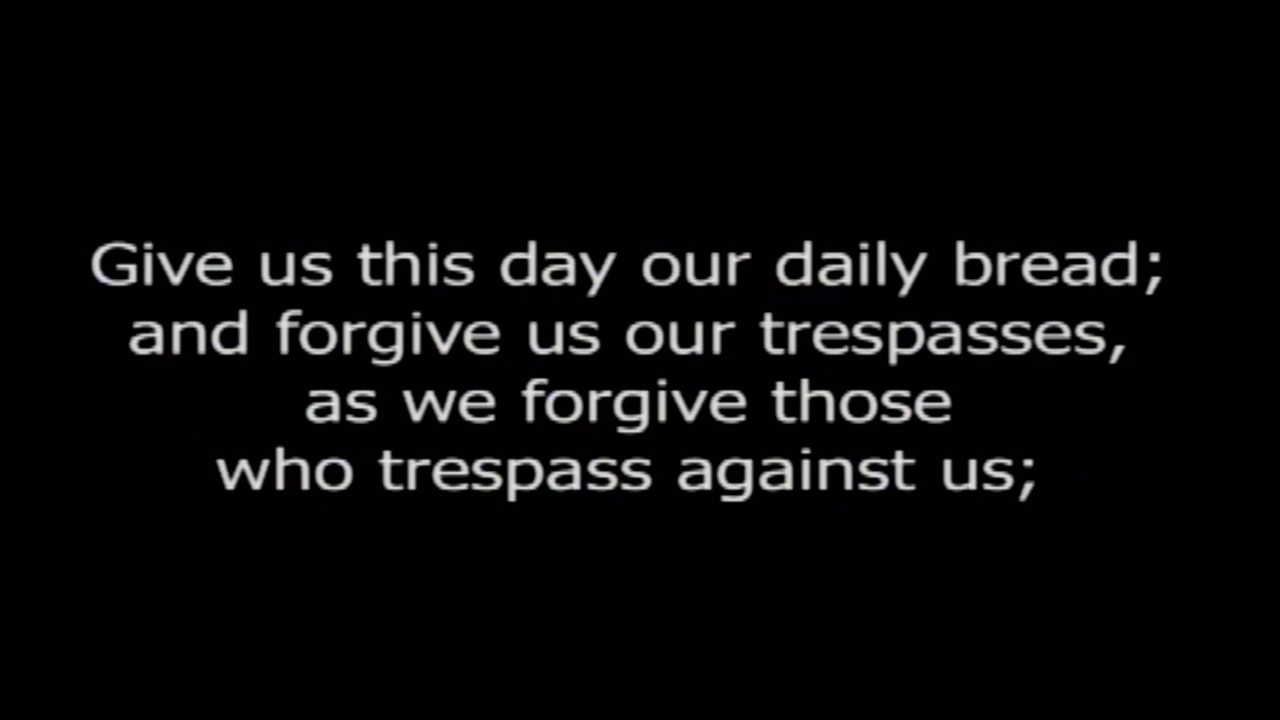 Give us this day our daily bread;
and forgive us our trespasses,
as we forgive those
who trespass against us;